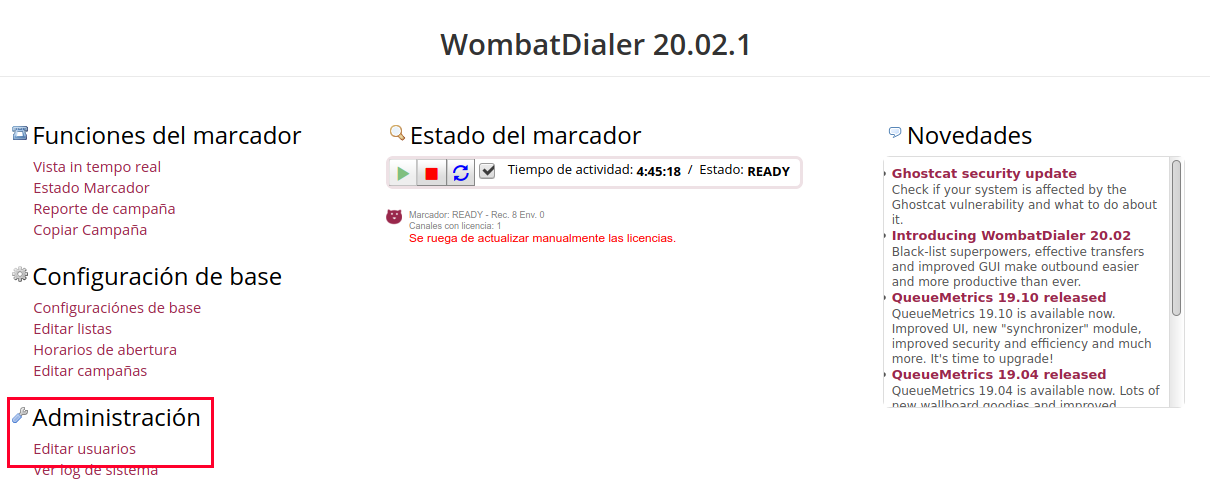 WombatDialer 20.02.1
Funciones del marcador
Vista in tempo real
Estado Marcador
Reporte de campaña
Copiar Campaña
Configuración de base
Configuraciónes de base
Editar listas
Horarios de abertura
Editar campañas
Administración
Editar usuarios
Ver log de sistema
Estado del marcador
Tiempo de actividad: 4:45:18 / Estado: READY
Marcador: READY - Rec. 8 Env. 0
Canales con licencia: 1
Se ruega de actualizar manualmente las licencias.
Novedades
Ghostcat security update
Check if your system is affected by the
Ghostcat vulnerability and what to do about
it.
Introducing WombatDialer 20.02
Black-list superpowers, effective transfers
and improved GUI make outbound easier
and more productive than ever.
QueueMetrics 19.10 released
QueueMetrics 19.10 is available now.
Improved UI, new "synchronizer" module,
improved security and efficiency and much
more. It's time to upgrade!
QueueMetrics 19.04 released
QueueMetrics 19.04 is available now. Lots of
new wallboard goodies and improved